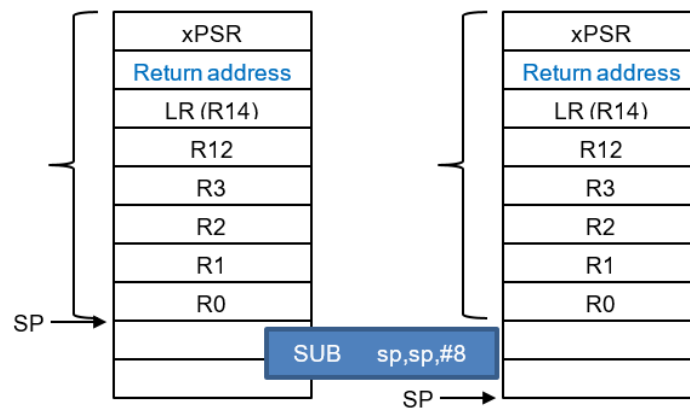 xPSR
Return address
LR (R14)
R12
R3
R2
R1
R0
SP
SUB sp,sp,#8
xPSR
Return address
LR (R14)
R12
R3
R2
R1
R0
SP